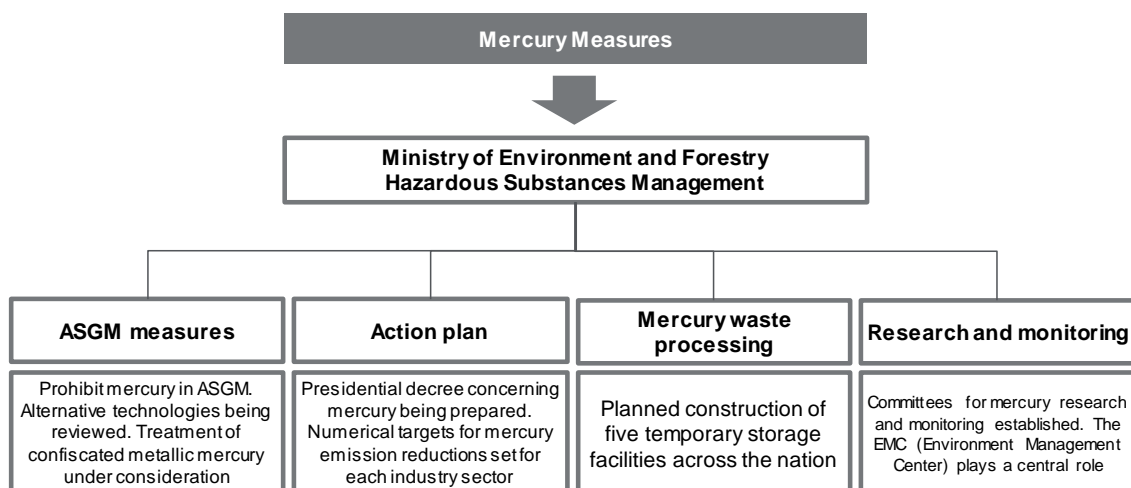 Mercury Measures
Ministry of Environment and Forestry
Hazardous Substances Management
ASGM measures
Prohibit mercury in ASGM.
Alternative technologies being
reviewed. Treatment of
confiscated metallic mercury
under consideration
Action plan
Presidential decree concerning
mercury being prepared.
Numerical targets for mercury
emission reductions set for
each industry sector
Mercury waste
processing
Planned construction of
five temporary storage
facilities across the nation
Research and monitoring
Committees for mercury research
and monitoring established. The
EMC (Environment Management
Center) plays a central role